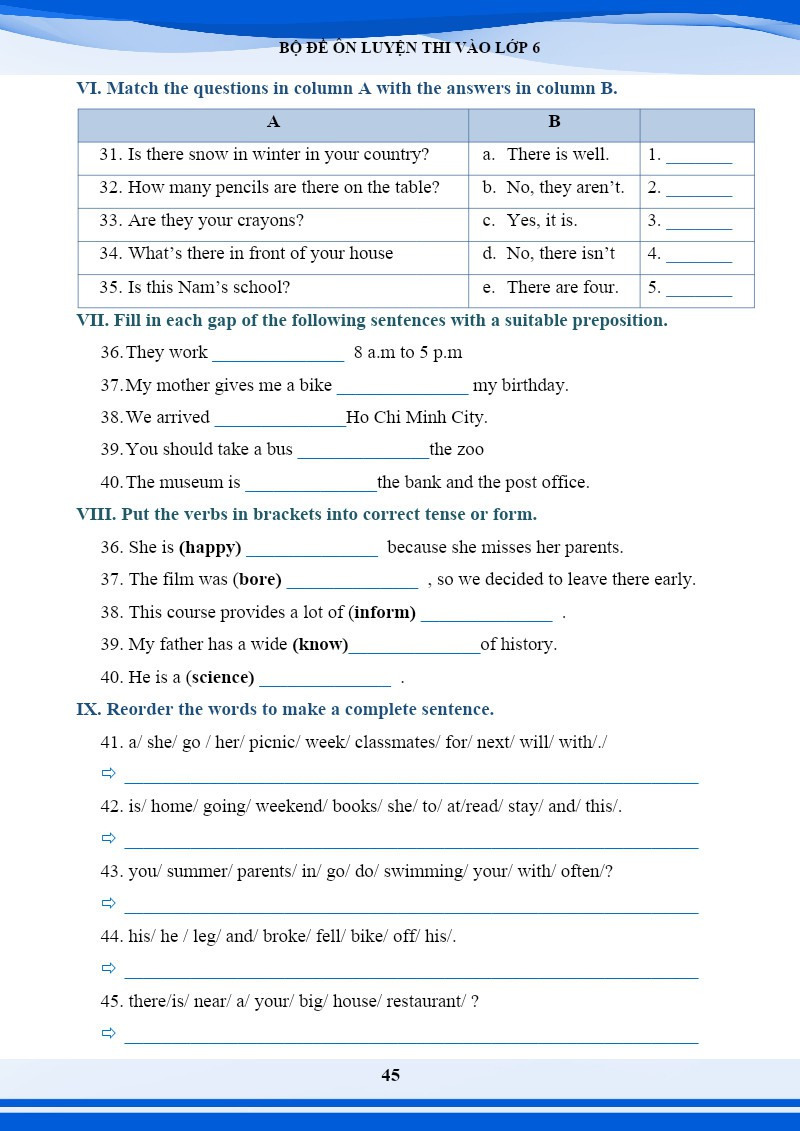 BỘ ĐỀ ÔN LUYỆN THI VÀO LỚP 6
VI. Match the questions in column A with the answers in column B.
A B
31. Is there snow in winter in your country? a. There is well. 1. ________
32. How many pencils are there on the table? b. No, they aren’t. 2. ________
33. Are they your crayons? c. Yes, it is. 3. ________
34. What’s there in front of your house d. No, there isn’t 4. ________
35. Is this Nam’s school? e. There are four. 5. ________
VII. Fill in each gap of the following sentences with a suitable preposition.
36. They work ______________ 8 a.m to 5 p.m
37. My mother gives me a bike ______________ my birthday.
38. We arrived ______________Ho Chi Minh City.
39. You should take a bus ______________the zoo
40. The museum is ______________the bank and the post office.
VIII. Put the verbs in brackets into correct tense or form.
36. She is (happy) ______________ because she misses her parents.
37. The film was (bore) ______________ , so we decided to leave there early.
38. This course provides a lot of (inform) ______________ .
39. My father has a wide (know)______________of history.
40. He is a (science) ______________ .
IX. Reorder the words to make a complete sentence.
41. a/ she/ go / her/ picnic/ week/ classmates/ for/ next/ will/ with/./
⇨ ______________
42. is/ home/ going/ weekend/ books/ she/ to/ at/read/ stay/ and/ this/.
⇨ ______________
43. you/ summer/ parents/ in/ go/ do/ swimming/ your/ with/ often/?
⇨ ______________
44. his/ he / leg/ and/ broke/ fell/ bike/ off/ his/.
⇨ ______________
45. there/is/ near/ a/ your/ big/ house/ restaurant/ ?
⇨ ______________
45